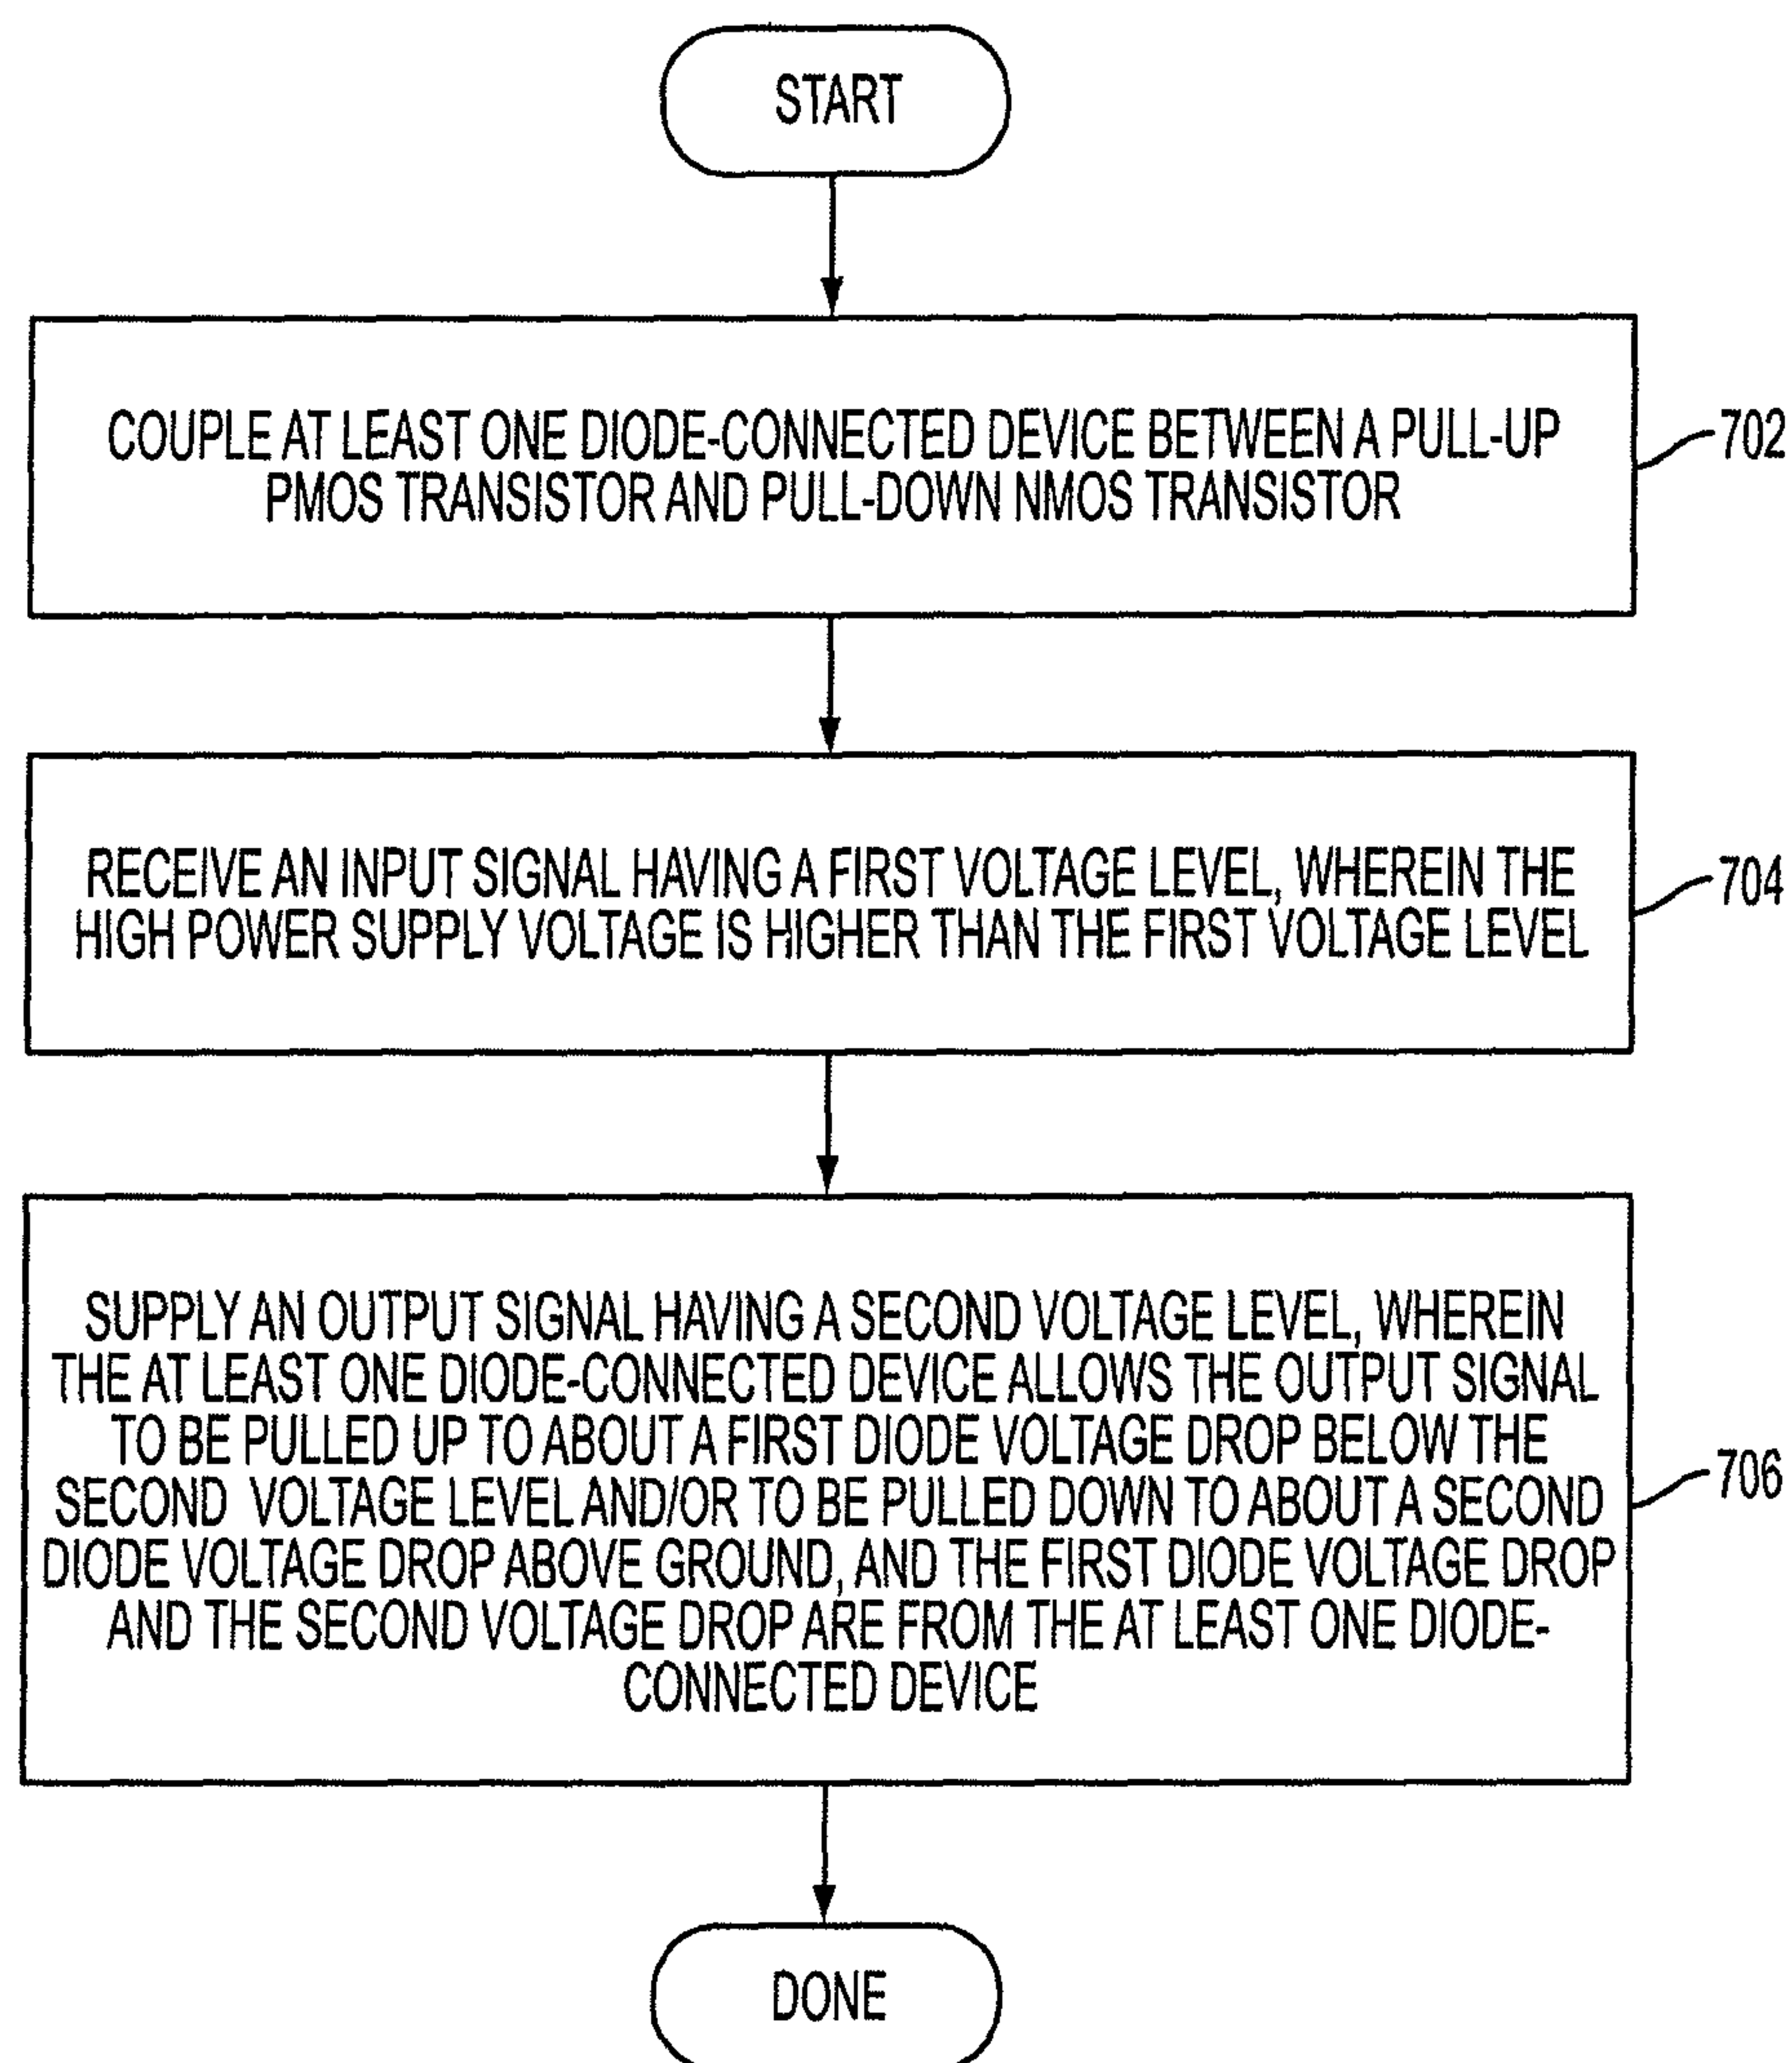 START
COUPLE AT LEAST ONE DIODE-CONNECTED DEVICE BETWEEN A PULL-UP
PMOS TRANSISTOR AND PULL-DOWN NMOS TRANSISTOR
702
RECEIVE AN INPUT SIGNAL HAVING A FIRST VOLTAGE LEVEL, WHEREIN THE
HIGH POWER SUPPLY VOLTAGE IS HIGHER THAN THE FIRST VOLTAGE LEVEL
704
SUPPLY AN OUTPUT SIGNAL HAVING A SECOND VOLTAGE LEVEL, WHEREIN
THE AT LEAST ONE DIODE-CONNECTED DEVICE ALLOWS THE OUTPUT SIGNAL
TO BE PULLED UP TO ABOUT A FIRST DIODE VOLTAGE DROP BELOW THE
SECOND VOLTAGE LEVEL AND/OR TO BE PULLED DOWN TO ABOUT A SECOND
DIODE VOLTAGE DROP ABOVE GROUND, AND THE FIRST DIODE VOLTAGE DROP
AND THE SECOND VOLTAGE DROP ARE FROM THE AT LEAST ONE DIODE-
CONNECTED DEVICE
706
DONE